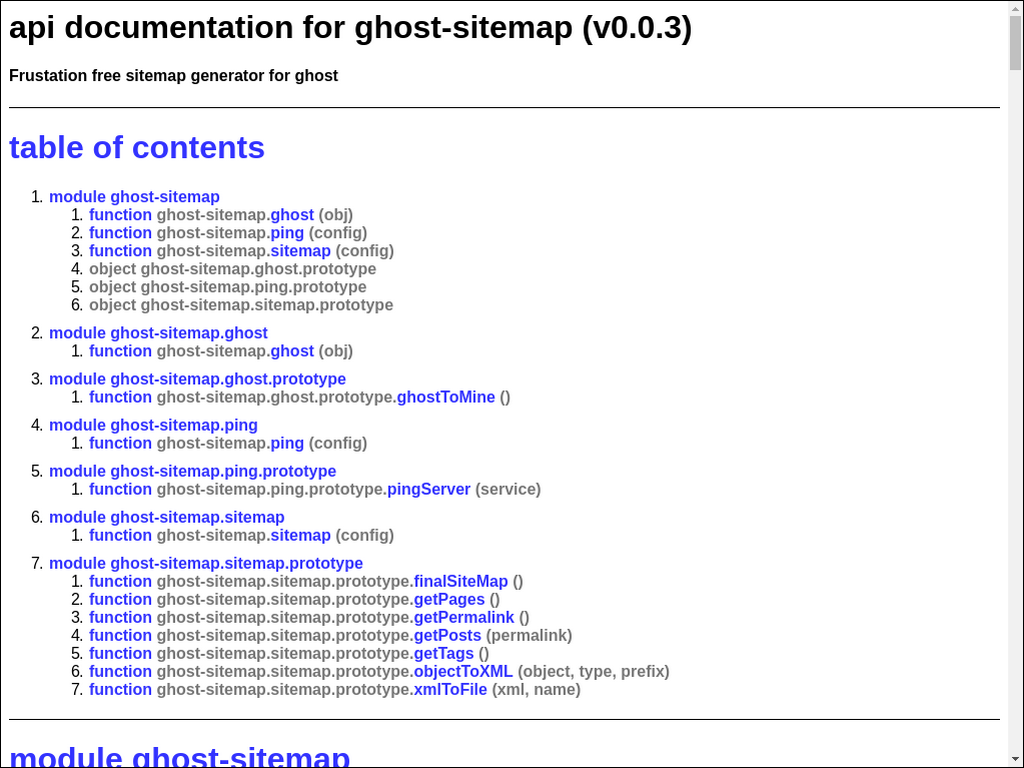 api documentation for ghost-sitemap (v0.0.3)
Frustation free sitemap generator for ghost
table of contents
1. module ghost-sitemap
1. function ghost-sitemap.ghost (obj)
2. function ghost-sitemap.ping (config)
3. function ghost-sitemap.sitemap (config)
4. object ghost-sitemap.ghost.prototype
5. object ghost-sitemap.ping.prototype
6. object ghost-sitemap.sitemap.prototype
2. module ghost-sitemap.ghost
1. function ghost-sitemap.ghost (obj)
3. module ghost-sitemap.ghost.prototype
1. function ghost-sitemap.ghost.prototype.ghostToMine ()
4. module ghost-sitemap.ping
1. function ghost-sitemap.ping (config)
5. module ghost-sitemap.ping.prototype
1. function ghost-sitemap.ping.prototype.pingServer (service)
6. module ghost-sitemap.sitemap
1. function ghost-sitemap.sitemap (config)
7. module ghost-sitemap.sitemap.prototype
1. function ghost-sitemap.sitemap.prototype.finalSiteMap ()
2. function ghost-sitemap.sitemap.prototype.getPages ()
3. function ghost-sitemap.sitemap.prototype.getPermalink ()
4. function ghost-sitemap.sitemap.prototype.getPosts (permalink)
5. function ghost-sitemap.sitemap.prototype.getTags ()
6. function ghost-sitemap.sitemap.prototype.objectToXML (object, type, prefix)
7. function ghost-sitemap.sitemap.prototype.xmlToFile (xml, name)
module ghost-sitemap